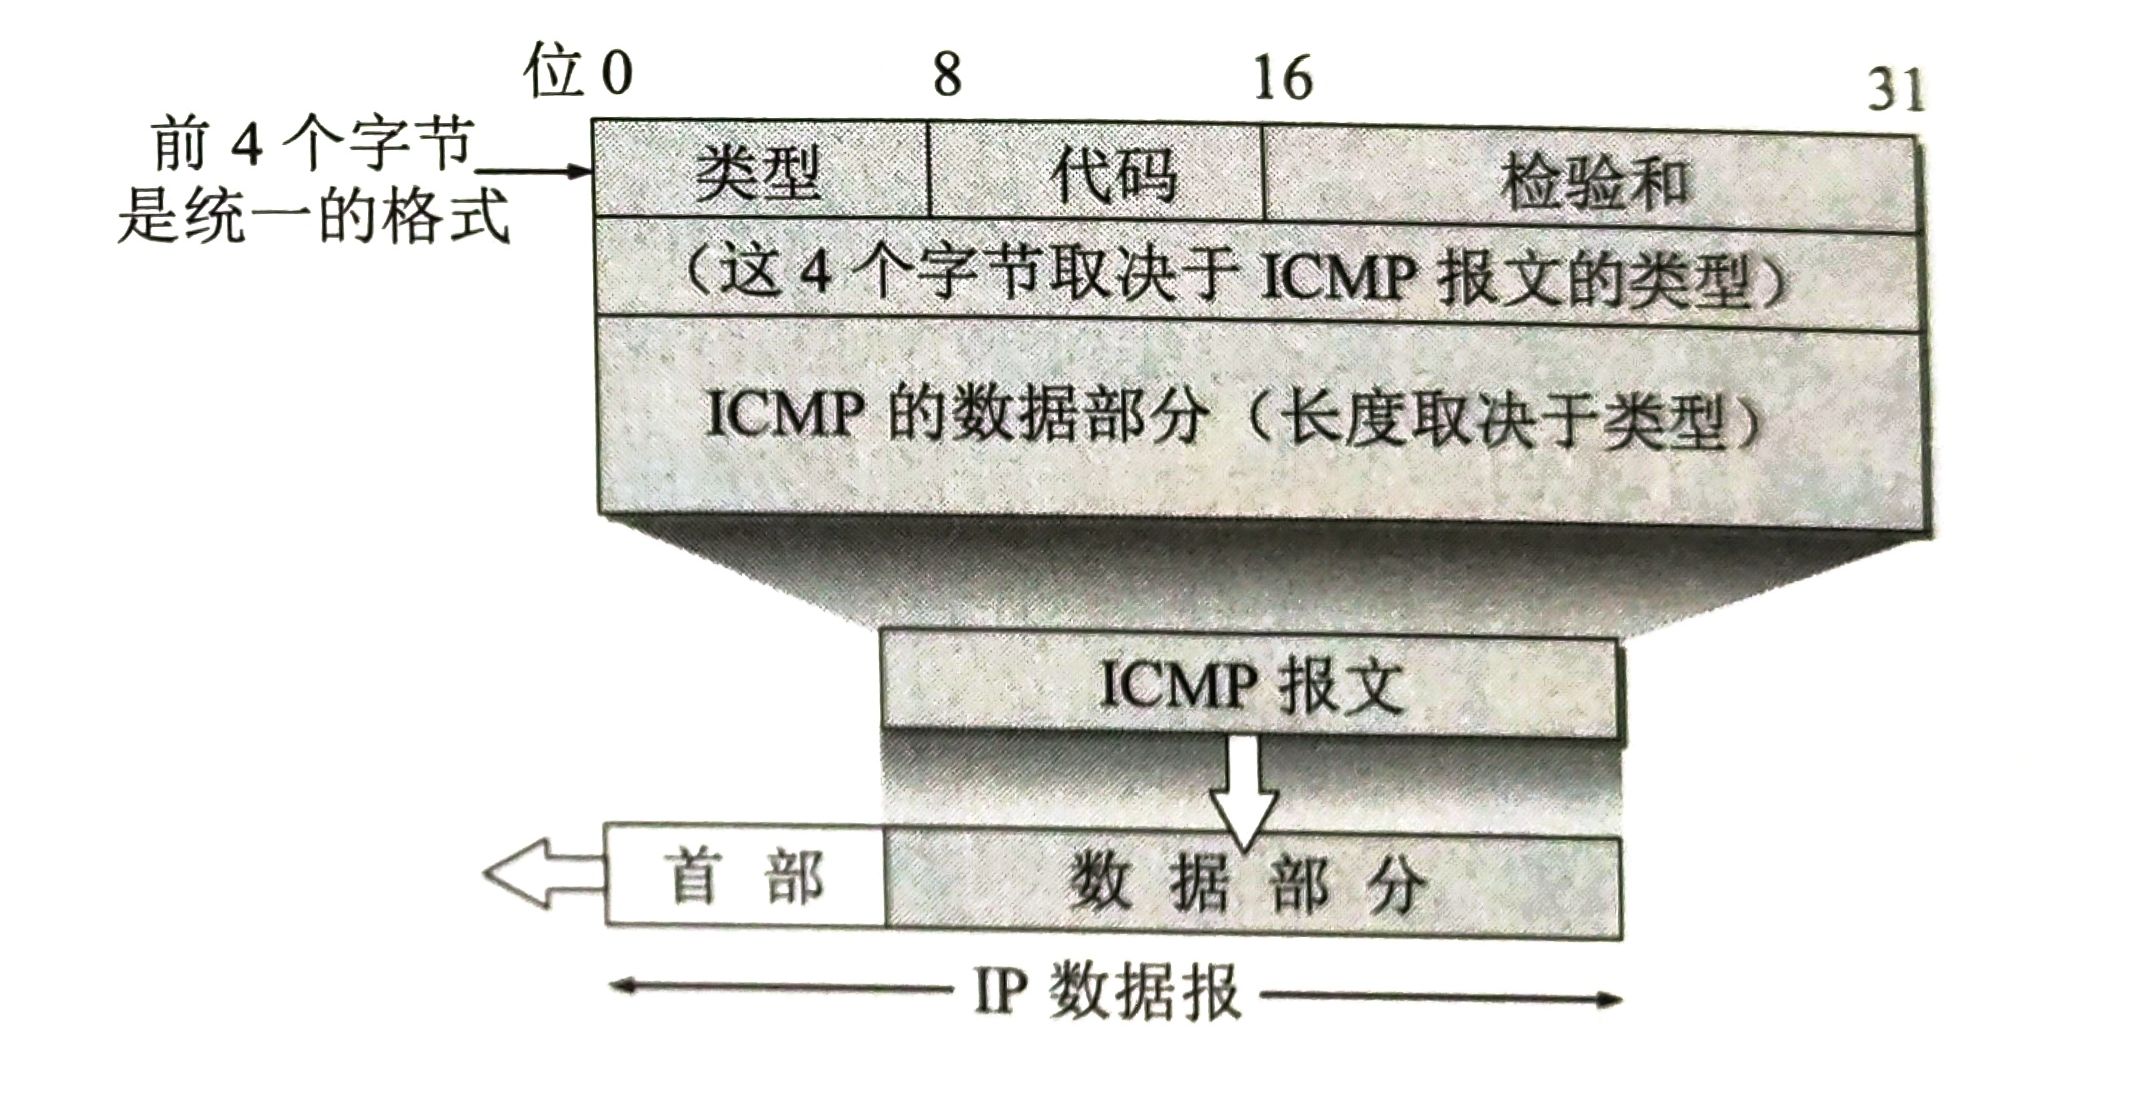 位 0 8 16 31
前 4 个字节
是统一的格式
类型 代码 检验和
（这 4 个字节取决于 ICMP 报文的类型）
ICMP 的数据部分（长度取决于类型）
ICMP 报文
首 部 数 据 部 分
IP 数据报